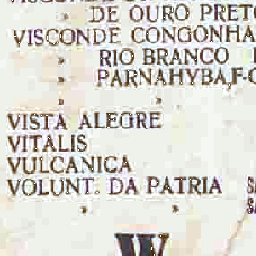 » DE OURO PRETO
VISCONDE CONGONHA
» RIO BRANCO
» PARNAHYBA, F-
» »
VISTA ALEGRE
VITALIS
VULCANICA
VOLUNT. DA PATRIA
» »
W